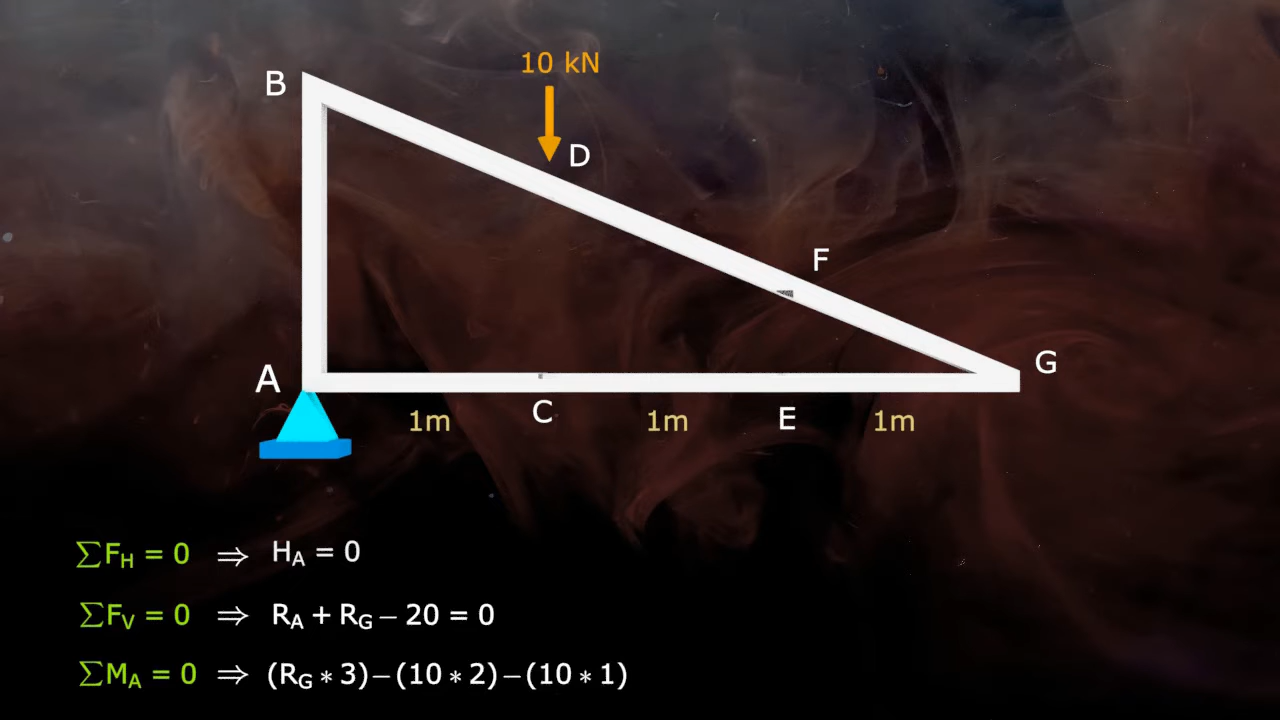 10 kN
B
D
F
G
A
1m
C
1m
E
1m
∑F_H = 0 ⇒ H_A = 0
∑F_V = 0 ⇒ R_A + R_G – 20 = 0
∑M_A = 0 ⇒ (R_G * 3) – (10 * 2) – (10 * 1)